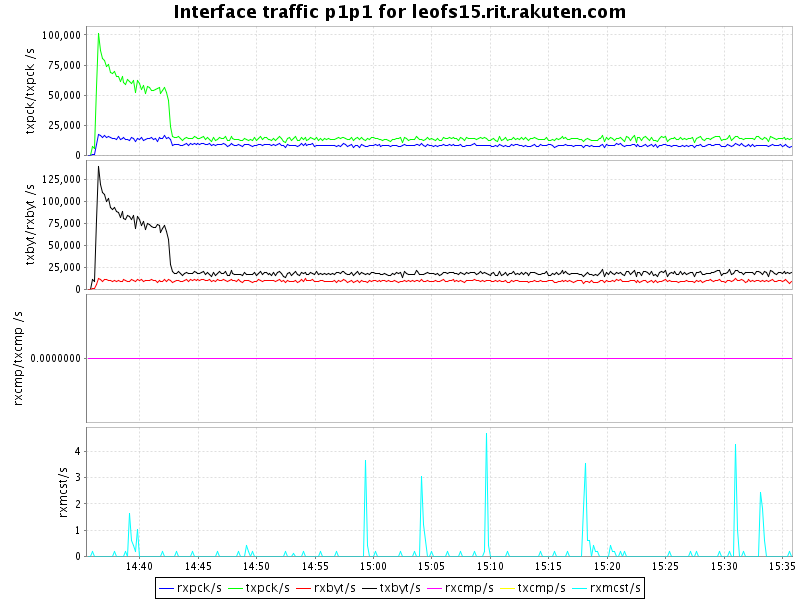 Interface traffic p1p1 for leofs15.rit.rakuten.com
txpck/txpck /s
100,000
75,000
50,000
25,000
0
txbyt/rxbyt /s
125,000
100,000
75,000
50,000
25,000
0
rxcmp/txcmp /s
0.0000000
rxmcst/s
4
3
2
1
0
14:40 14:45 14:50 14:55 15:00 15:05 15:10 15:15 15:20 15:25 15:30 15:35
rxpck/s txpck/s rxbyt/s txbyt/s rxcmp/s txcmp/s rxmcst/s